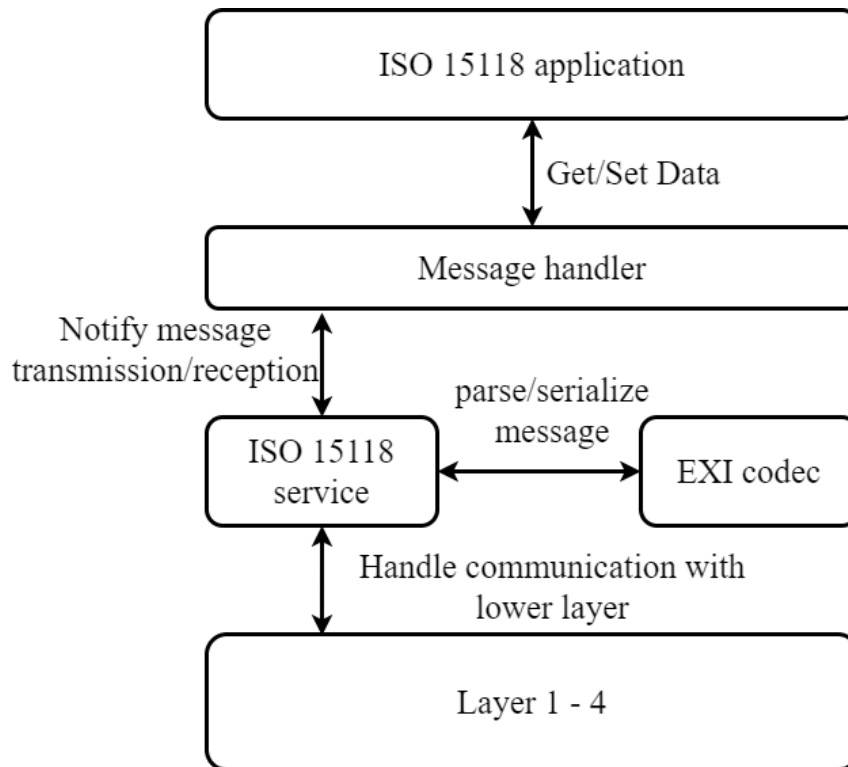 ISO 15118 application
Get/Set Data
Message handler
Notify message
transmission/reception
parse/serialize
message
ISO 15118
service
EXI codec
Handle communication with
lower layer
Layer 1 - 4